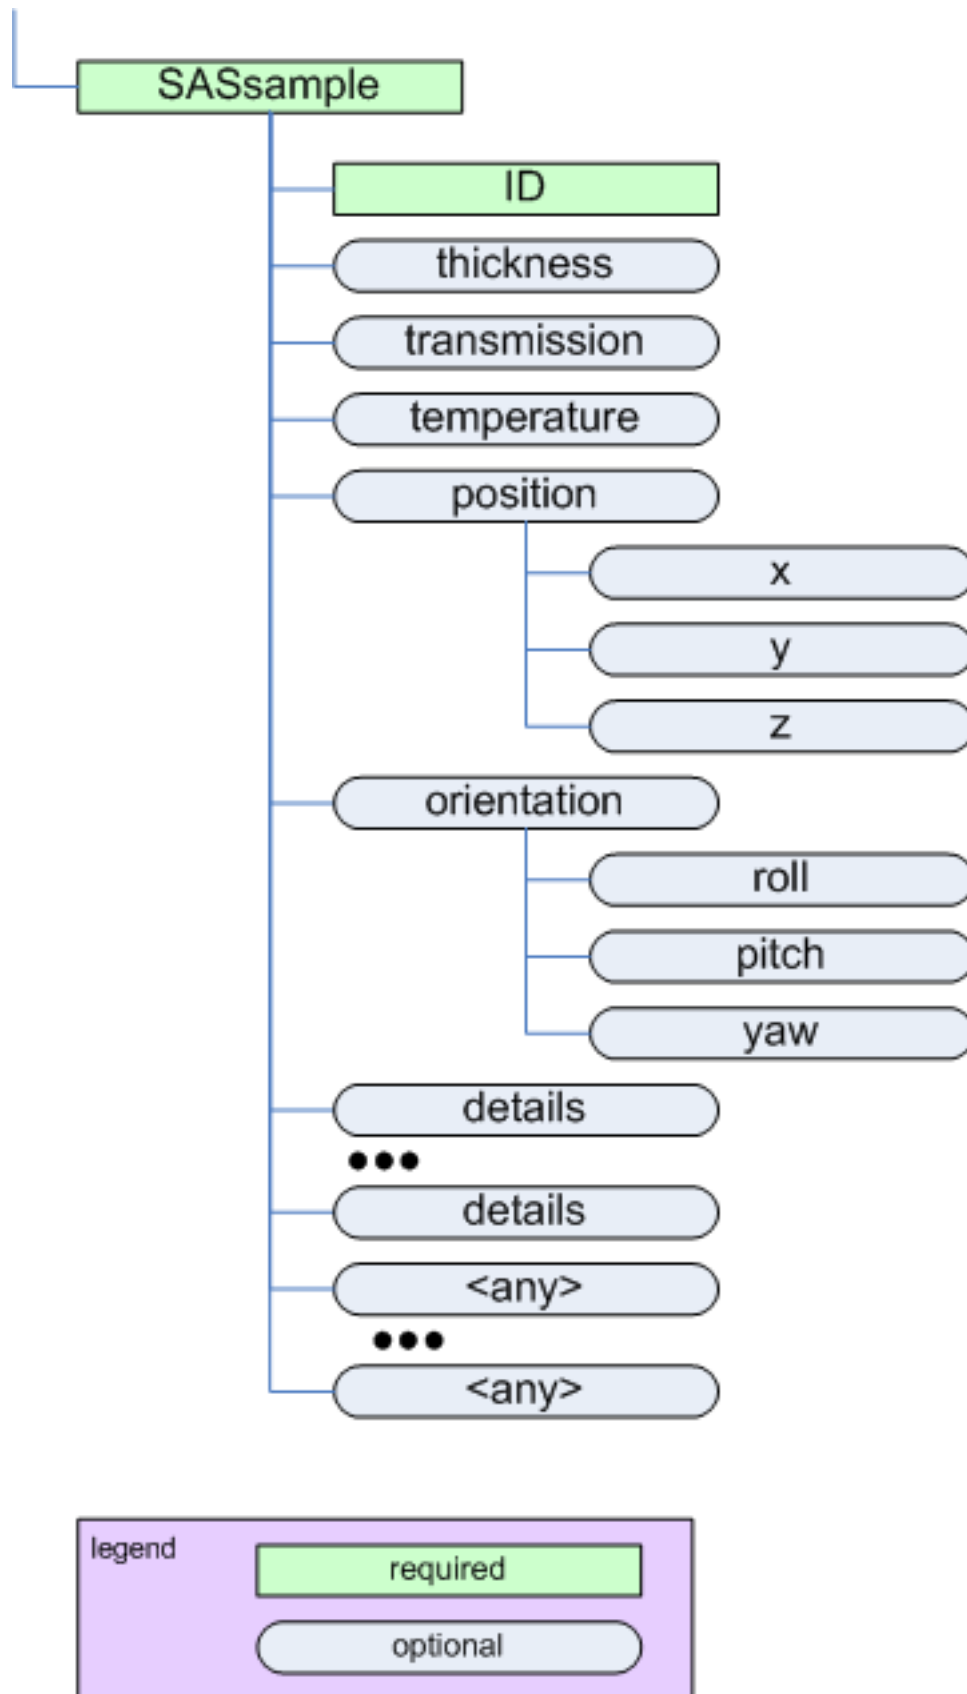 SASsample
ID
thickness
transmission
temperature
position
x
y
z
orientation
roll
pitch
yaw
details
details
<any>
<any>
legend
required
optional